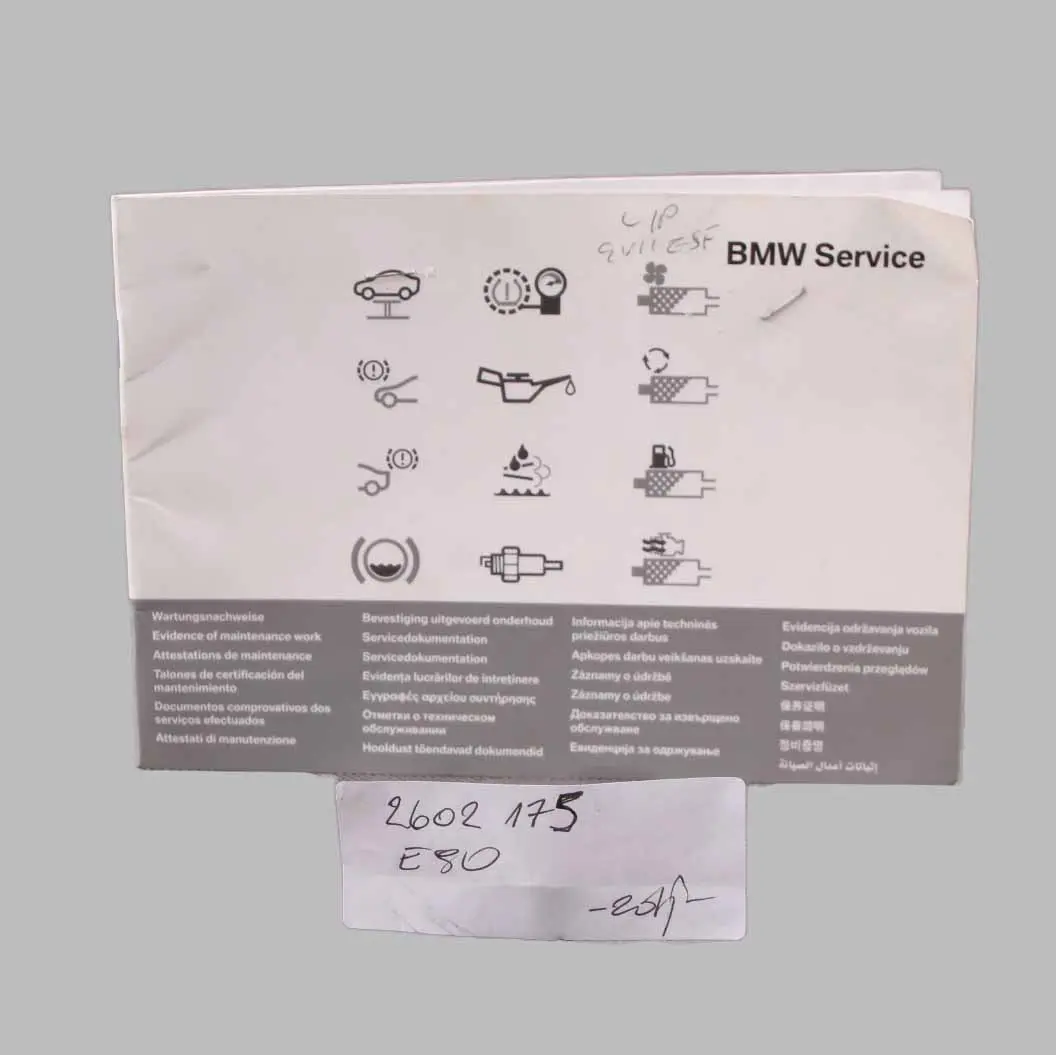 BMW Service
Wartungsnachweise
Evidence of maintenance work
Attestations de maintenance
Talones de certificación del
mantenimiento
Documentos comprovativos dos
serviços efectuados
Attestati di manutenzione
Bevestiging uitgevoerd onderhoud
Servicedokumentation
Servicedokumentation
Evidenţa lucrărilor de întreţinere
Εγγραφές αρχείου συντήρησης
Отметки о техническом
обслуживании
Hooldust tõendavad dokumendid
Informacija apie techninės
priežiūros darbus
Apkopes darbu veikšanas uzskaite
Záznamy o údržbě
Záznamy o údržbe
Доказателство за извършено
обслужване
Евиденција за одржување
Evidencija održavanja vozila
Dokazilo o vzdrževanju
Potwierdzenia przeglądów
Szervizfüzet
保养证明
保養證明
정비증명
إثباتات أعمال الصيانة
2602 175
E80